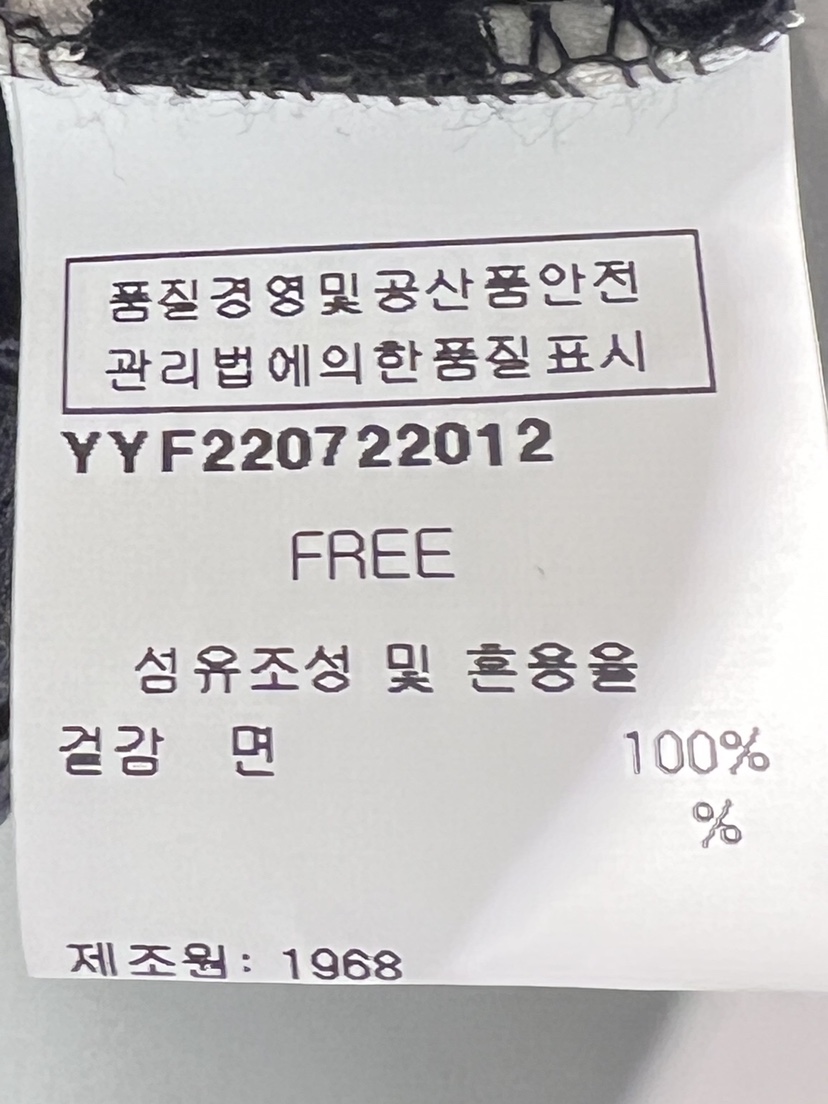 품질경영및공산품안전
관리법에의한품질표시
YYF220722012
FREE
섬유조성 및 혼용율
겉감 면 100%
%
제조원: 1968